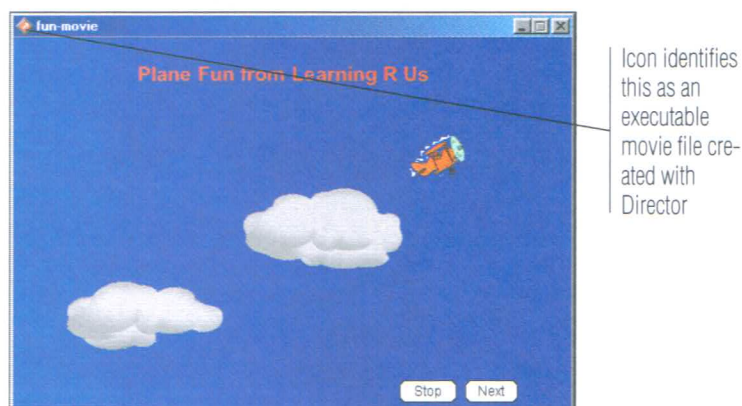 fun-movie
Plane Fun from Learning R Us
Stop
Next
Icon identifies
this as an
executable
movie file cre-
ated with
Director